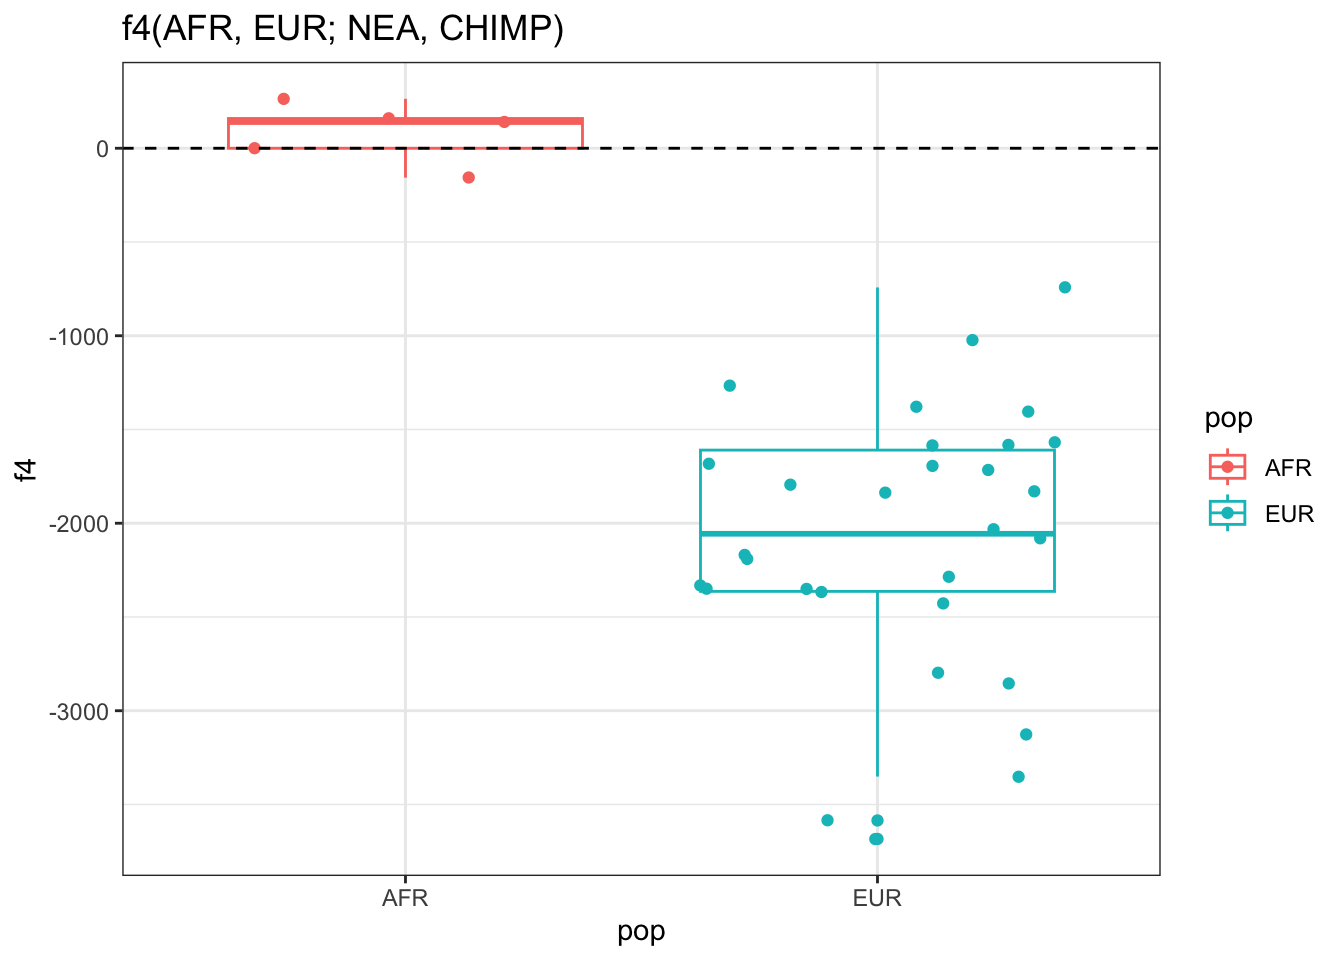 f4(AFR, EUR; NEA, CHIMP)
f4
0
-1000
-2000
-3000
AFR
EUR
pop
pop
AFR
EUR